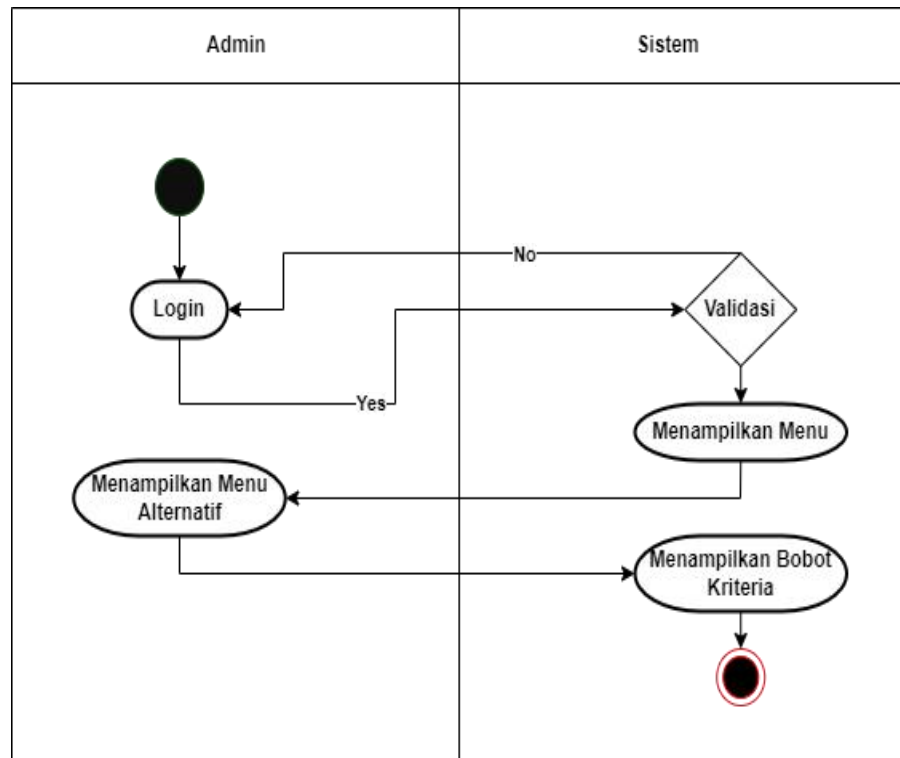 Admin
Sistem
No
Login
Validasi
Yes
Menampilkan Menu
Menampilkan Menu
Alternatif
Menampilkan Bobot
Kriteria